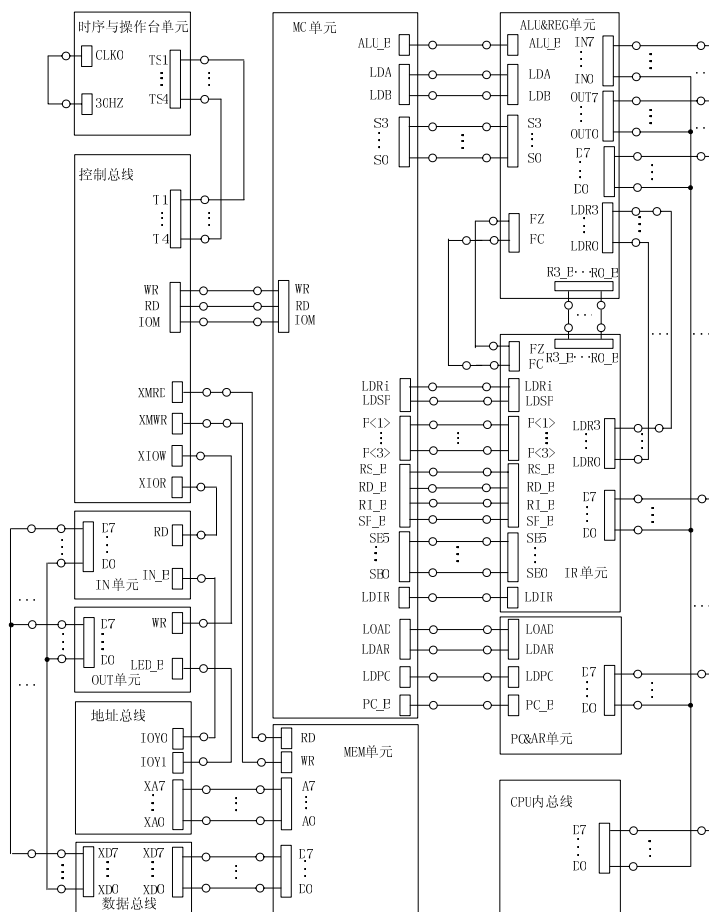 时序与操作台单元
CLK0
30HZ
TS1
TS4
控制总线
T1
T4
WR
RD
IOM
XMRD
XMWR
XIOW
XIOR
D7
D0
RD
IN_B
IN单元
D7
D0
WR
LED_B
OUT单元
地址总线
IOY0
IOY1
XA7
XA0
XD7
XD0
XD7
XD0
数据总线
MC单元
ALU_B
LDA
LDB
S3
S0
WR
RD
IOM
LDRi
LDSP
P<1>
P<3>
RS_B
RD_B
RI_B
SP_B
SE5
SE0
LDIR
LOAD
LDAR
LDPC
PC_B
MEM单元
RD
WR
A7
A0
D7
D0
ALU&REG单元
ALU_B
LDA
LDB
S3
S0
IN7
IN0
OUT7
OUT0
D7
D0
FZ
FC
LDR3
LDR0
R3_B···R0_B
FZ
FC
R3_B···R0_B
LDRi
LDSP
P<1>
P<3>
RS_B
RD_B
RI_B
SP_B
SE5
SE0
LDIR
LDR3
LDR0
D7
D0
IR单元
LOAD
LDAR
LDPC
PC_B
D7
D0
PC&AR单元
CPU内总线
D7
D0